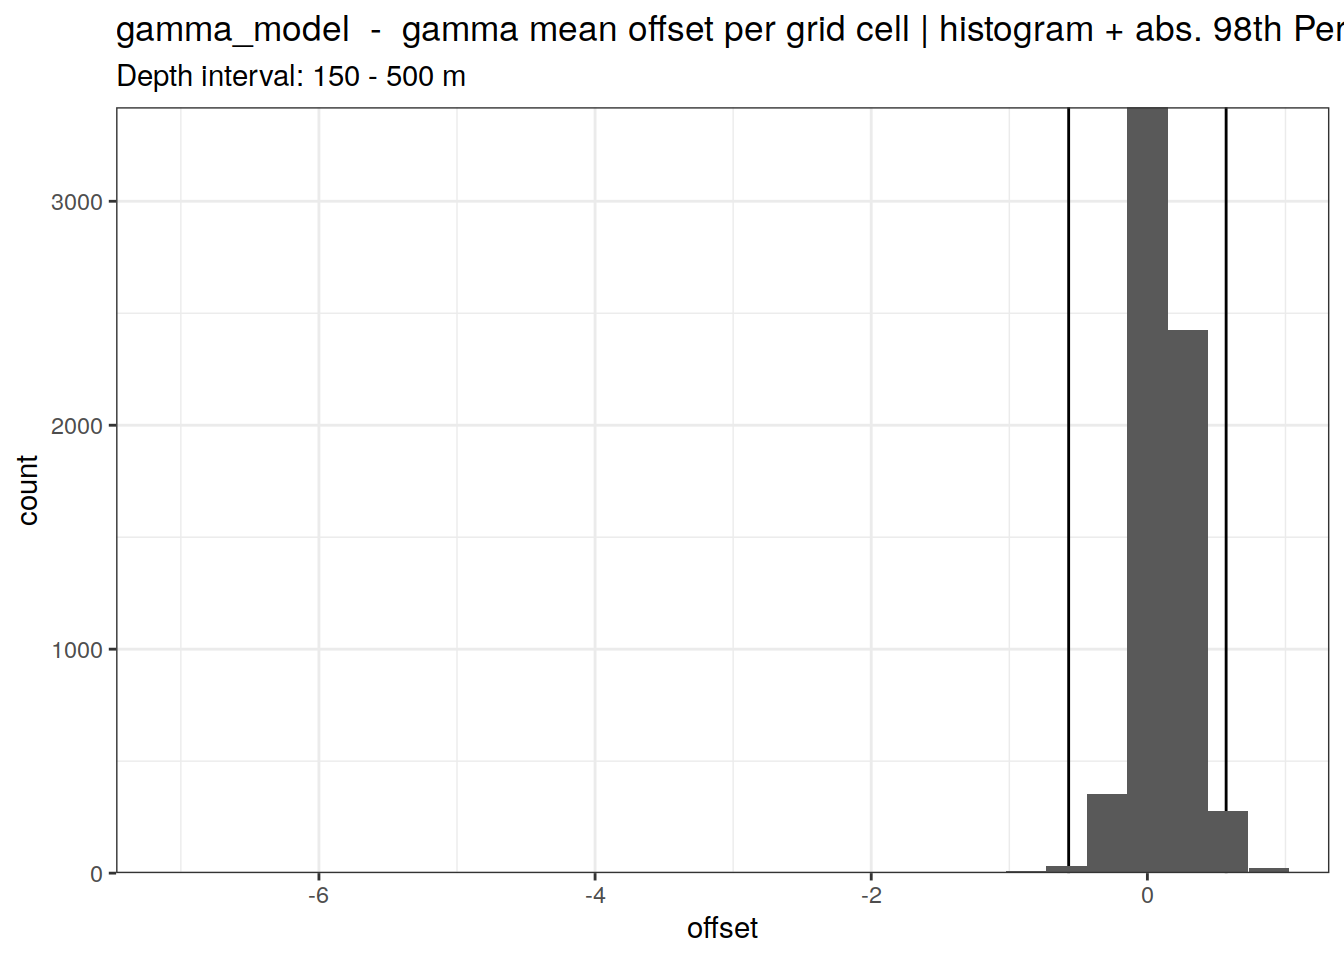 gamma_model  -  gamma mean offset per grid cell | histogram + abs. 98th Per
Depth interval: 150 - 500 m
3000
2000
1000
0
count
-6
-4
-2
0
offset